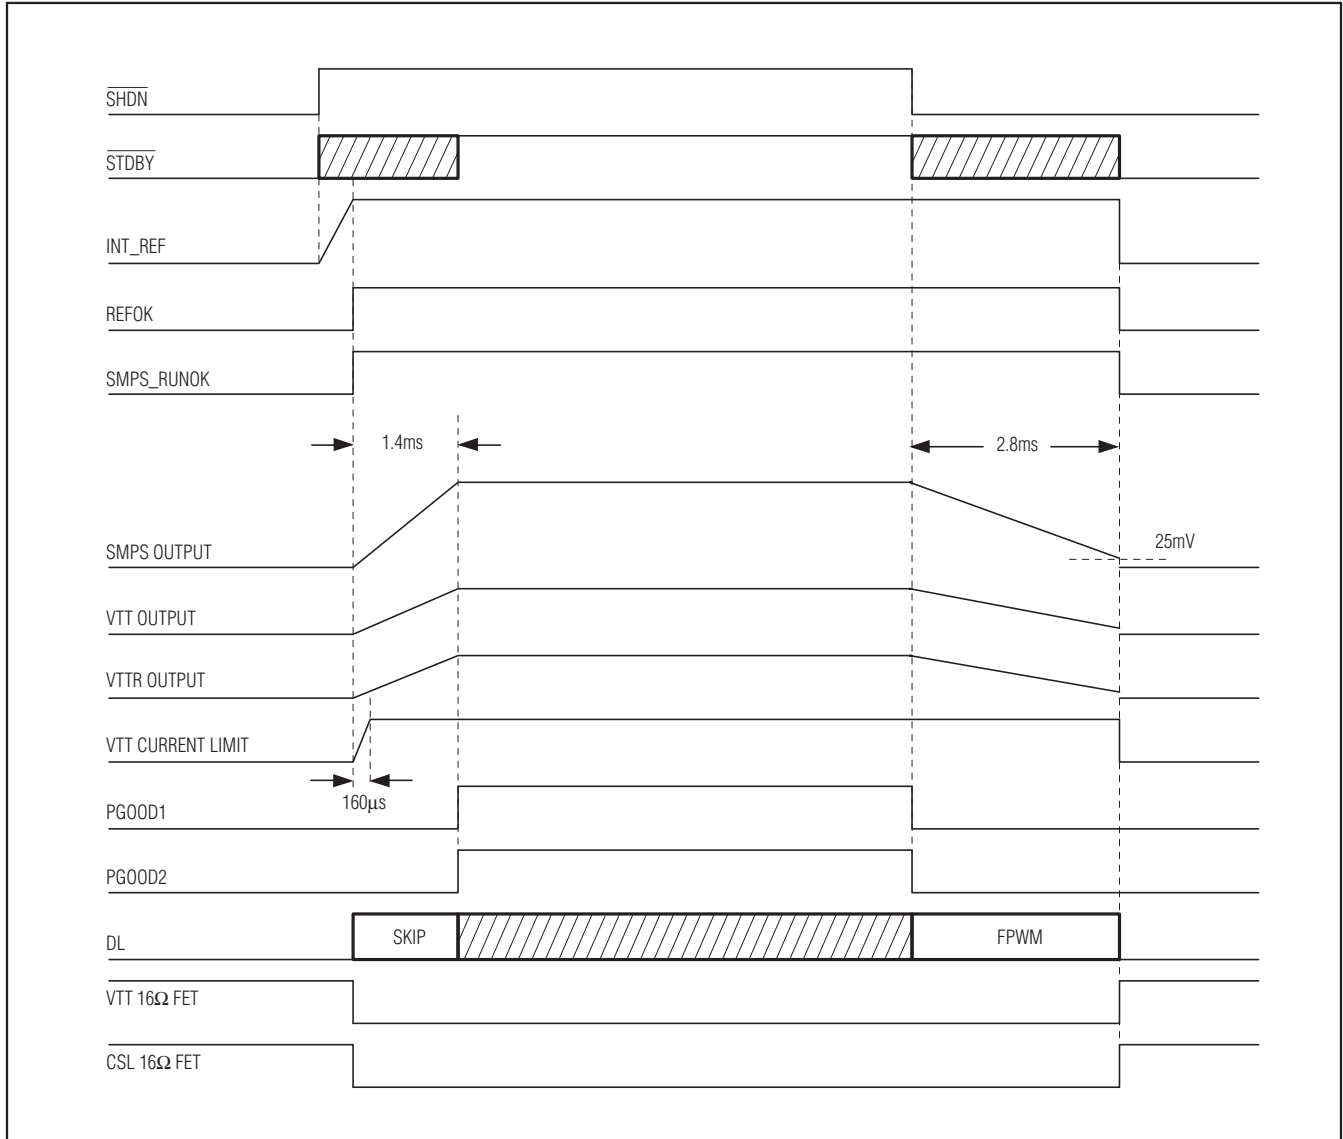 SHDN
STDBY
INT_REF
REFOK
SMPS_RUNOK
1.4ms
2.8ms
SMPS OUTPUT
25mV
VTT OUTPUT
VTTR OUTPUT
VTT CURRENT LIMIT
160μs
PGOOD1
PGOOD2
DL
SKIP
FPWM
VTT 16Ω FET
CSL 16Ω FET